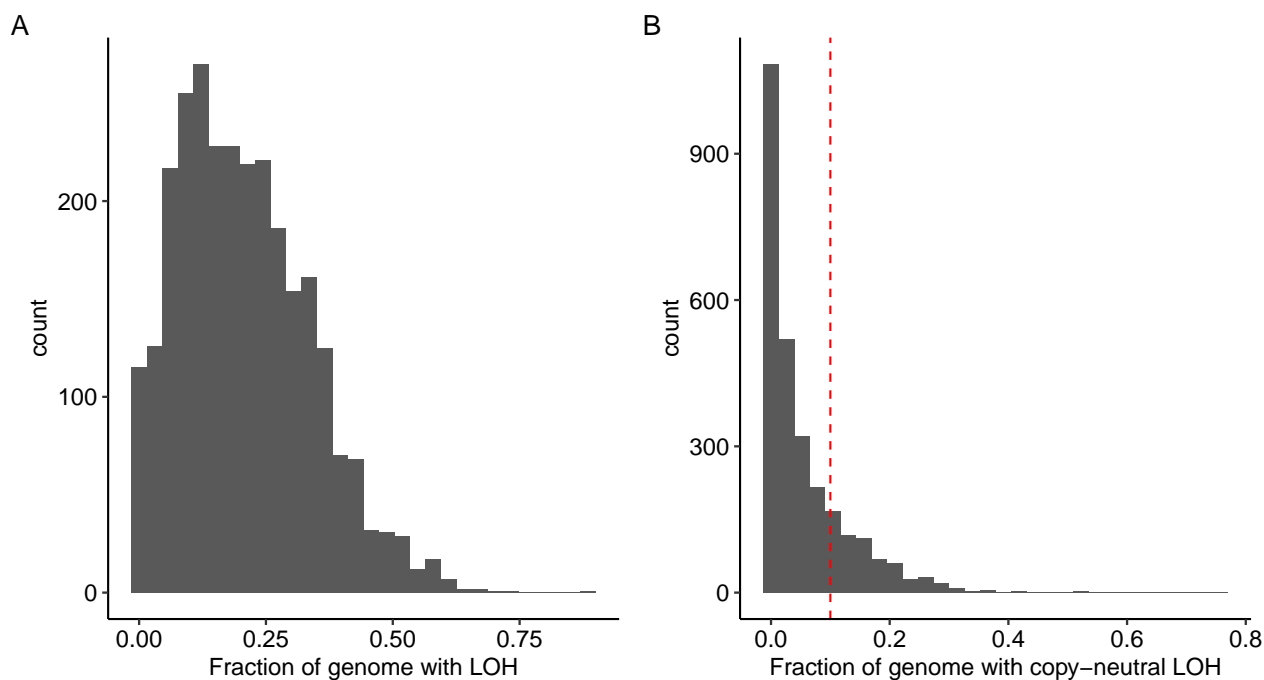 A
count
200
100
0
0.00 0.25 0.50 0.75
Fraction of genome with LOH
B
count
900
600
300
0
0.0 0.2 0.4 0.6 0.8
Fraction of genome with copy−neutral LOH